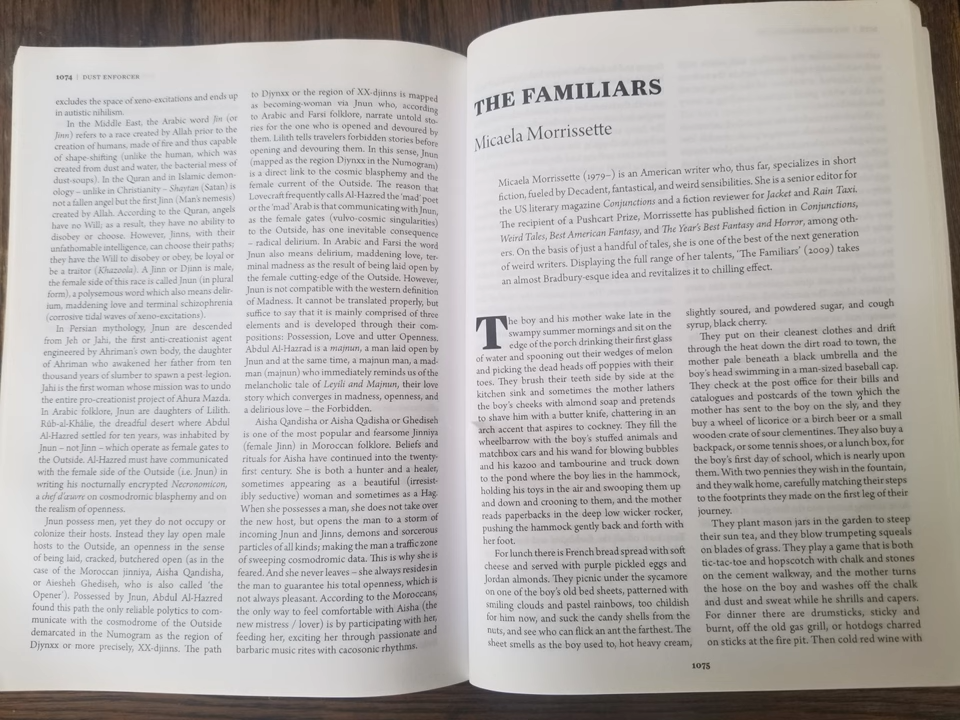 1074 | DUST ENFORCER
excludes the space of xeno-excitations and ends up
in autistic nihilism.
In the Middle East, the Arabic word Jin (or
Jinn) refers to a race created by Allah prior to the
creation of humans, made of fire and thus capable
of shape-shifting (unlike the human, which was
created from dust and water, the bacterial mess of
dust-soups). In the Quran and in Islamic demon-
ology – unlike in Christianity – Sheytan (Satan) is
not a fallen angel but the first Jinn (Man's nemesis)
created by Allah. According to the Quran, angels
have no Will; as a result, they have no ability to
disobey or choose. However, Jinns, with their
unfathomable intelligence, can choose their paths;
they have the Will to disobey or obey, be loyal or
be a traitor (Khazoola). A Jinn or Djinn is male,
the female side of this race is called Jnun (in plural
form), a polysemous word which also means delir-
ium, maddening love and terminal schizophrenia
(corrosive tidal waves of xeno-excitations).
In Persian mythology, Jnun are descended
from Jeh or Jahi, the first anti-creationist agent
engineered by Ahriman's own body, the daughter
of Ahriman who awakened her father from ten
thousand years of slumber to spawn a pest-legion.
Jahi is the first woman whose mission was to undo
the entire pro-creationist project of Ahura Mazda.
In Arabic folklore, Jnun are daughters of Lilith.
Rûb-al-Khâlie, the dreadful desert where Abdul
Al-Hazred settled for ten years, was inhabited by
Jnun – not Jinn – which operate as female gates to
the Outside. Al-Hazred must have communicated
with the female side of the Outside (i.e. Jnun) in
writing his nocturnally encrypted Necronomicon,
a chef d'œuvre on cosmodromic blasphemy and on
the realism of openness.
Jnun possess men, yet they do not occupy or
colonize their hosts. Instead they lay open male
hosts to the Outside, an openness in the sense
of being laid, cracked, butchered open (as in the
case of the Moroccan jinniya, Aisha Qandisha,
or Aiesheh Ghediseh, who is also called 'the
Opener'). Possessed by Jnun, Abdul Al-Hazred
found this path the only reliable polytics to com-
municate with the cosmodrome of the Outside
demarcated in the Numogram as the region of
Djynxx or more precisely, XX-djinns. The path
to Djynxx or the region of XX-djinns is mapped
as becoming-woman via Jnun who, according
to Arabic and Farsi folklore, narrate untold sto-
ries for the one who is opened and devoured by
them. Lilith tells travelers forbidden stories before
opening and devouring them. In this sense, Jnun
(mapped as the region Djynxx in the Numogram)
is a direct link to the cosmic blasphemy and the
female current of the Outside. The reason that
Lovecraft frequently calls Al-Hazred the 'mad' poet
or the 'mad' Arab is that communicating with Jnun,
as the female gates (vulvo-cosmic singularities)
to the Outside, has one inevitable consequence
– radical delirium. In Arabic and Farsi the word
Jnun also means delirium, maddening love, ter-
minal madness as the result of being laid open by
the female cutting-edge of the Outside. However,
Jnun is not compatible with the western definition
of Madness. It cannot be translated properly, but
suffice to say that it is mainly comprised of three
elements and is developed through their com-
positions: Possession, Love and utter Openness.
Abdul Al-Hazred is a majnun, a man laid open by
Jnun and at the same time, a majnun man, a mad-
man (majnun) who immediately reminds us of the
melancholic tale of Leyli and Majnun, their love
story which converges in madness, openness, and
a delirious love – the Forbidden.
Aisha Qandisha or Aisha Qadisha or Ghediseh
is one of the most popular and fearsome Jinniya
(female Jinn) in Moroccan folklore. Beliefs and
rituals for Aisha have continued into the twenty-
first century. She is both a hunter and a healer,
sometimes appearing as a beautiful (irresist-
ibly seductive) woman and sometimes as a Hag.
When she possesses a man, she does not take over
the new host, but opens the man to a storm of
incoming Jnun and Jinns, demons and sorcerous
particles of all kinds; making the man a traffic zone
of sweeping cosmodromic data. This is why she is
feared. And she never leaves – she always resides in
the man to guarantee his total openness, which is
not always pleasant. According to the Moroccans,
the only way to feel comfortable with Aisha (the
new mistress / lover) is by participating with her,
feeding her, exciting her through passionate and
barbaric music rites with cacosonic rhythms.
THE FAMILIARS
Micaela Morrissette
Micaela Morrissette (1979–) is an American writer who, thus far, specializes in short
fiction, fueled by Decadent, fantastical, and weird sensibilities. She is a senior editor for
the US literary magazine Conjunctions and a fiction reviewer for Jacket and Rain Taxi.
The recipient of a Pushcart Prize, Morrissette has published fiction in Conjunctions,
Weird Tales, Best American Fantasy, and The Year's Best Fantasy and Horror, among oth-
ers. On the basis of just a handful of tales, she is one of the best of the next generation
of weird writers. Displaying the full range of her talents, 'The Familiars' (2009) takes
an almost Bradbury-esque idea and revitalizes it to chilling effect.
The boy and his mother wake late in the
swampy summer mornings and sit on the
edge of the porch drinking their first glass
of water and spooning out their wedges of melon
and picking the dead heads off poppies with their
toes. They brush their teeth side by side at the
kitchen sink and sometimes the mother lathers
the boy's cheeks with almond soap and pretends
to shave him with a butter knife, chattering in an
arch accent that aspires to cockney. They fill the
wheelbarrow with the boy's stuffed animals and
matchbox cars and his wand for blowing bubbles
and his kazoo and tambourine and truck down
to the pond where the boy lies in the hammock,
holding his toys in the air and swooping them up
and down and crooning to them, and the mother
reads paperbacks in the deep low wicker rocker,
pushing the hammock gently back and forth with
her foot.
For lunch there is French bread spread with soft
cheese and served with purple pickled eggs and
Jordan almonds. They picnic under the sycamore
on one of the boy's old bed sheets, patterned with
smiling clouds and pastel rainbows, too childish
for him now, and suck the candy shells from the
nuts, and see who can flick an ant the farthest. The
sheet smells as the boy used to, hot heavy cream,
slightly soured, and powdered sugar, and cough
syrup, black cherry.
They put on their cleanest clothes and drift
through the heat down the dirt road to town, the
mother pale beneath a black umbrella and the
boy's head swimming in a man-sized baseball cap.
They check at the post office for their bills and
catalogues and postcards of the town which the
mother has sent to the boy on the sly, and they
buy a wheel of licorice or a birch beer or a small
wooden crate of sour clementines. They also buy a
backpack, or some tennis shoes, or a lunch box, for
the boy's first day of school, which is nearly upon
them. With two pennies they wish in the fountain,
and they walk home, carefully matching their steps
to the footprints they made on the first leg of their
journey.
They plant mason jars in the garden to steep
their sun tea, and they blow trumpeting squeals
on blades of grass. They play a game that is both
tic-tac-toe and hopscotch with chalk and stones
on the cement walkway, and the mother turns
the hose on the boy and washes off the chalk
and dust and sweat while he shrills and capers.
For dinner there are drumsticks, sticky and
burnt, off the old gas grill, or hotdogs charred
on sticks at the fire pit. Then cold red wine with
1075